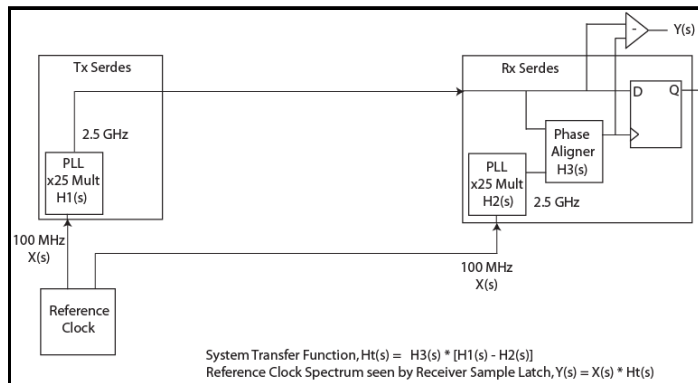 Y(s)
Tx Serdes
Rx Serdes
D
Q
2.5 GHz
PLL
x25 Mult
H1(s)
Phase
Aligner
H3(s)
PLL
x25 Mult
H2(s)
2.5 GHz
100 MHz
X(s)
100 MHz
X(s)
Reference
Clock
System Transfer Function, Ht(s) = H3(s) * [H1(s) - H2(s)]
Reference Clock Spectrum seen by Receiver Sample Latch, Y(s) = X(s) * Ht(s)